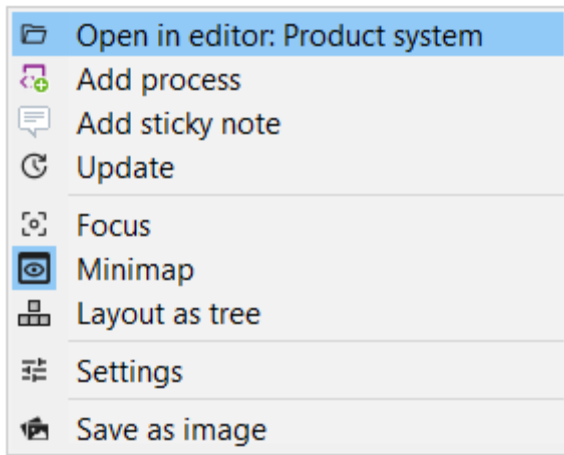 Open in editor: Product system
Add process
Add sticky note
Update
Focus
Minimap
Layout as tree
Settings
Save as image